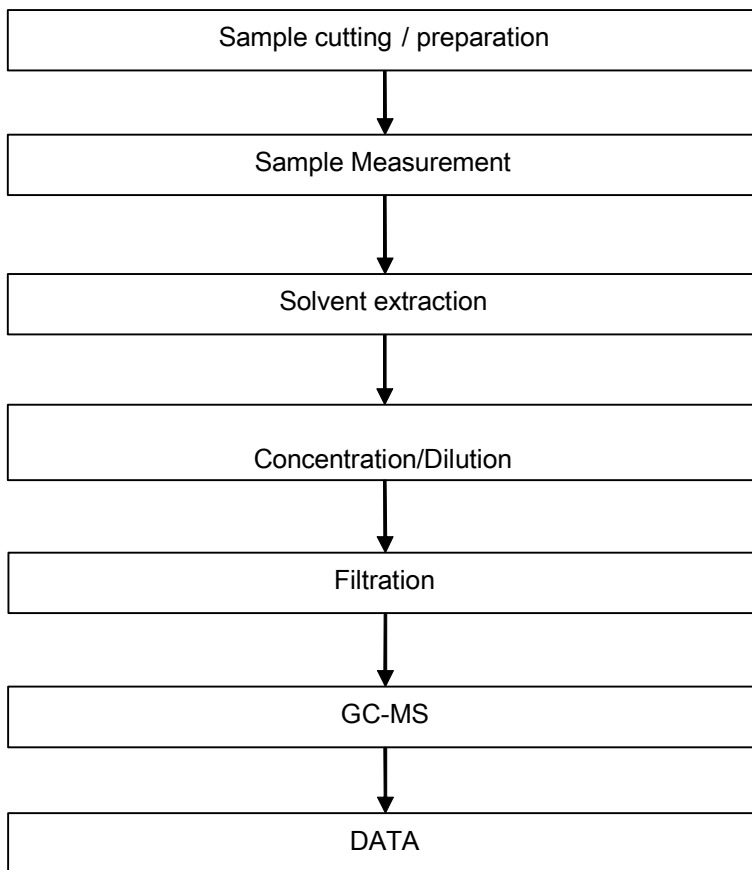 Sample cutting / preparation
Sample Measurement
Solvent extraction
Concentration/Dilution
Filtration
GC-MS
DATA